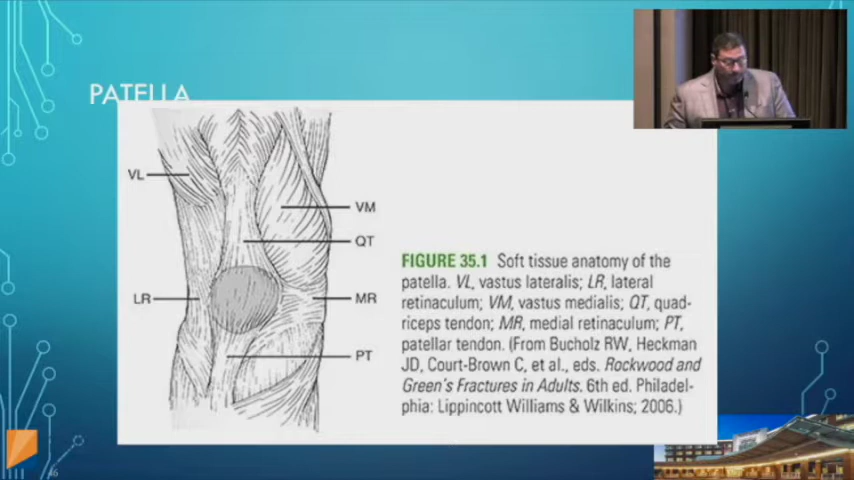 PATELLA
VL
VM
QT
LR
MR
PT
FIGURE 35.1 Soft tissue anatomy of the
patella. VL, vastus lateralis; LR, lateral
retinaculum; VM, vastus medialis; QT, quad-
riceps tendon; MR, medial retinaculum; PT,
patellar tendon. (From Bucholz RW, Heckman
JD, Court-Brown C, et al., eds. Rockwood and
Green's Fractures in Adults. 6th ed. Philadel-
phia: Lippincott Williams & Wilkins; 2006.)